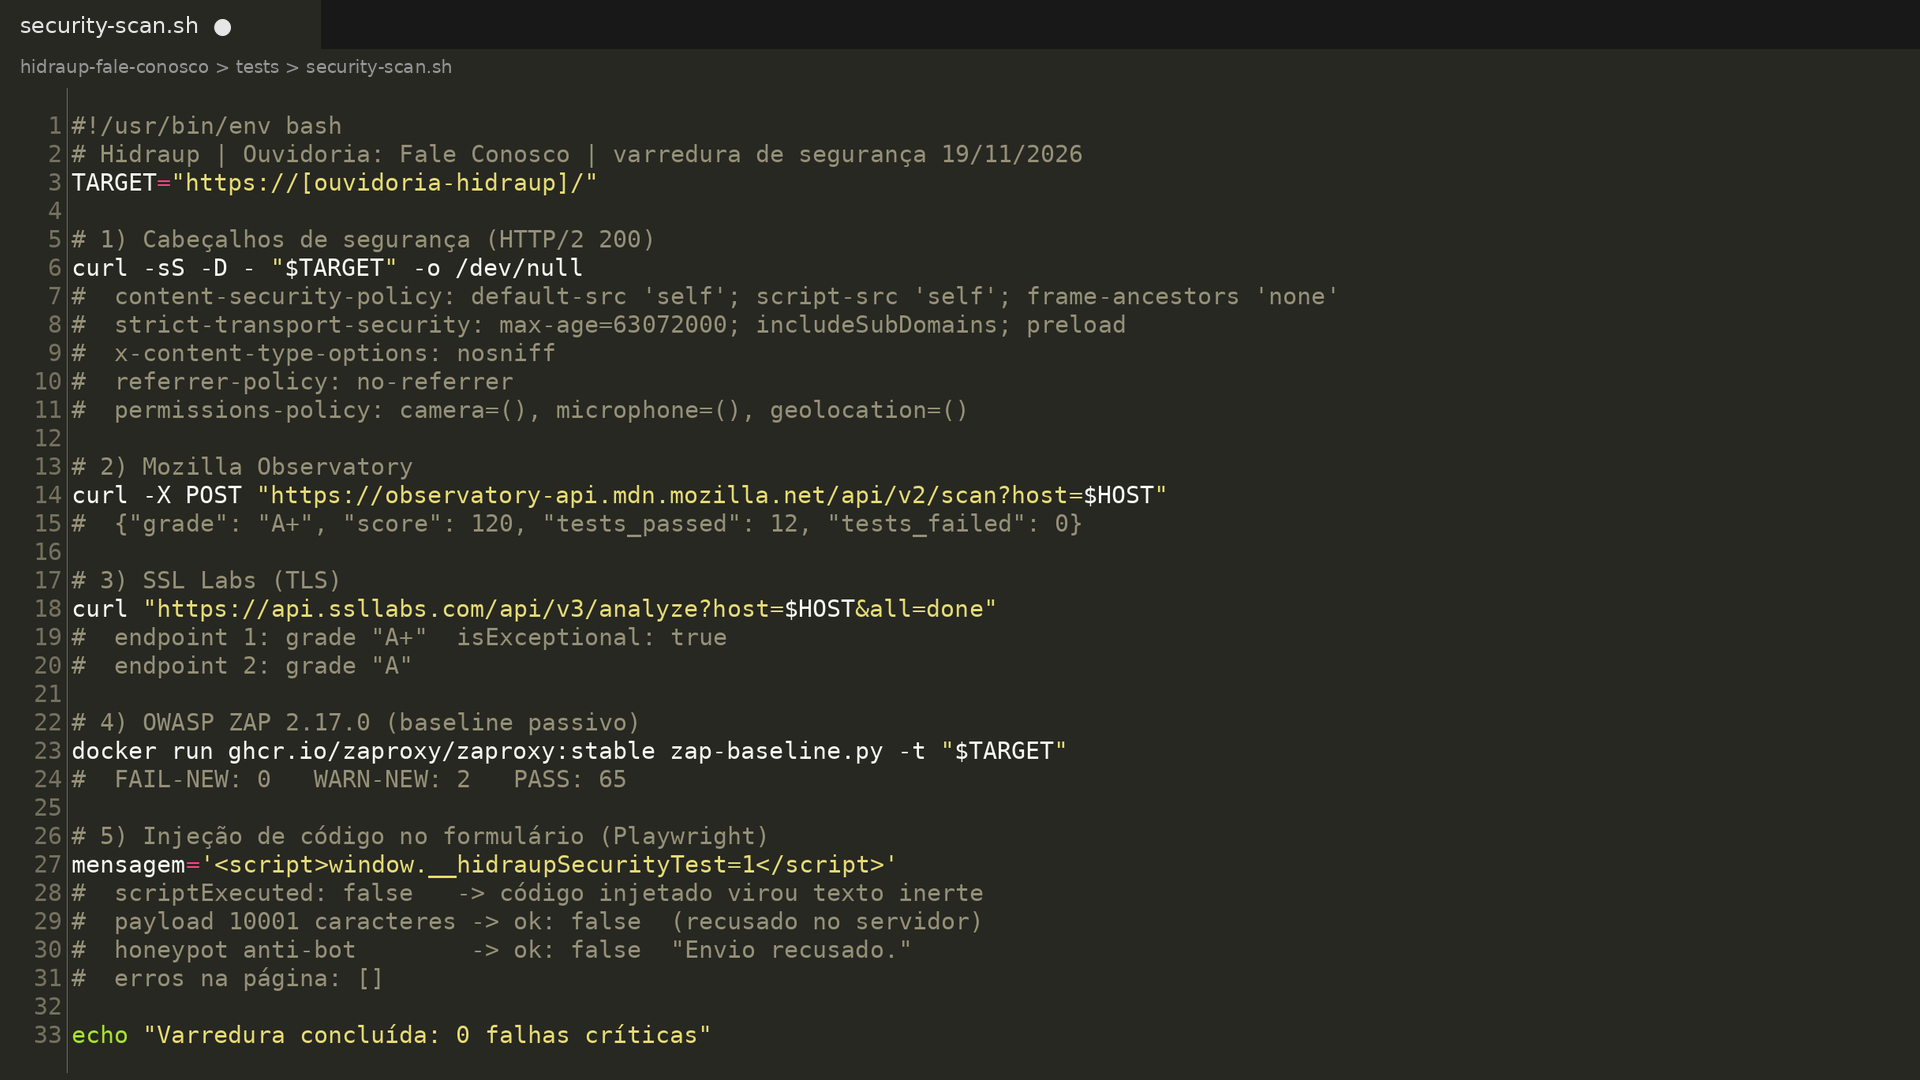 security-scan.sh
hidraup-fale-conosco > tests > security-scan.sh
1 #!/usr/bin/env bash
2 # Hidraup | Ouvidoria: Fale Conosco | varredura de segurança 19/11/2026
3 TARGET="https://[ouvidoria-hidraup]/"
4
5 # 1) Cabeçalhos de segurança (HTTP/2 200)
6 curl -sS -D - "$TARGET" -o /dev/null
7 #  content-security-policy: default-src 'self'; script-src 'self'; frame-ancestors 'none'
8 #  strict-transport-security: max-age=63072000; includeSubDomains; preload
9 #  x-content-type-options: nosniff
10 #  referrer-policy: no-referrer
11 #  permissions-policy: camera=(), microphone=(), geolocation=()
12
13 # 2) Mozilla Observatory
14 curl -X POST "https://observatory-api.mdn.mozilla.net/api/v2/scan?host=$HOST"
15 #  {"grade": "A+", "score": 120, "tests_passed": 12, "tests_failed": 0}
16
17 # 3) SSL Labs (TLS)
18 curl "https://api.ssllabs.com/api/v3/analyze?host=$HOST&all=done"
19 #  endpoint 1: grade "A+"  isExceptional: true
20 #  endpoint 2: grade "A"
21
22 # 4) OWASP ZAP 2.17.0 (baseline passivo)
23 docker run ghcr.io/zaproxy/zaproxy:stable zap-baseline.py -t "$TARGET"
24 #  FAIL-NEW: 0   WARN-NEW: 2   PASS: 65
25
26 # 5) Injeção de código no formulário (Playwright)
27 mensagem='<script>window.__hidraupSecurityTest=1</script>'
28 #  scriptExecuted: false   -> código injetado virou texto inerte
29 #  payload 10001 caracteres -> ok: false  (recusado no servidor)
30 #  honeypot anti-bot        -> ok: false  "Envio recusado."
31 #  erros na página: []
32
33 echo "Varredura concluída: 0 falhas críticas"